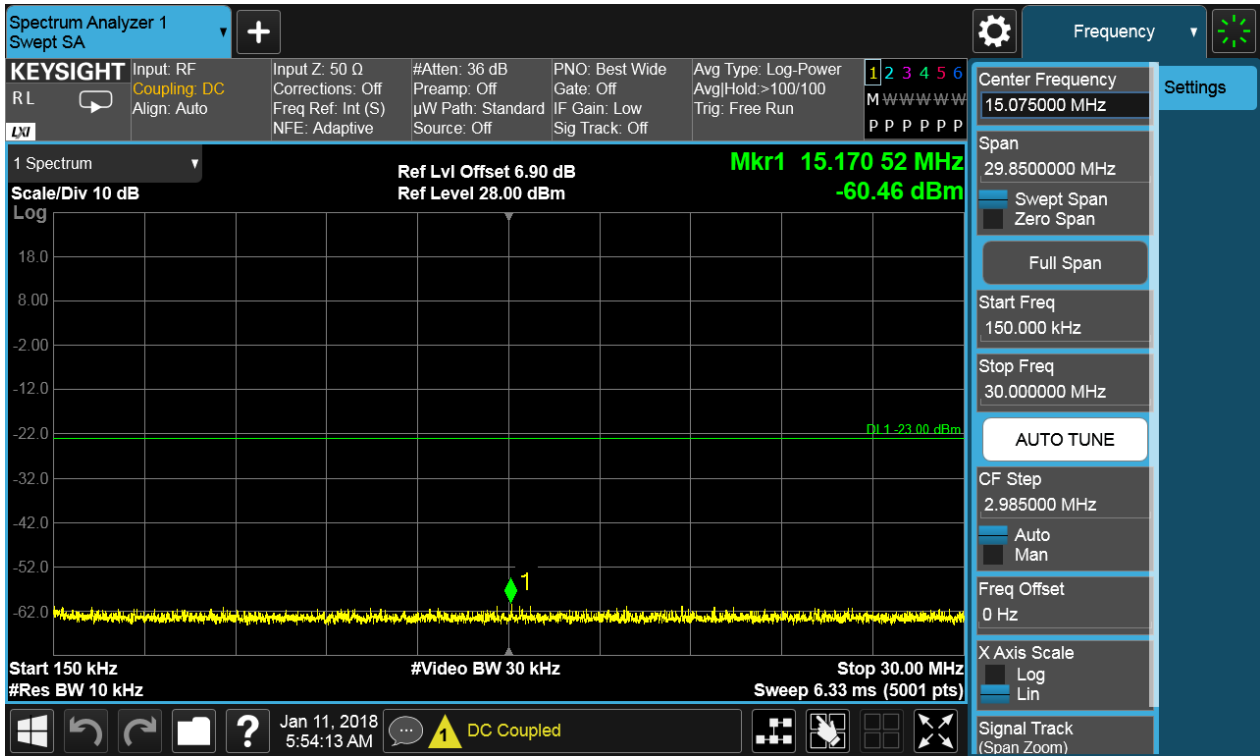 Spectrum Analyzer 1
Swept SA
+
Frequency
KEYSIGHT
RL
LXI
Input: RF
Coupling: DC
Align: Auto
Input Z: 50 Ω
Corrections: Off
Freq Ref: Int (S)
NFE: Adaptive
#Atten: 36 dB
Preamp: Off
µW Path: Standard
Source: Off
PNO: Best Wide
Gate: Off
IF Gain: Low
Sig Track: Off
Avg Type: Log-Power
Avg|Hold:>100/100
Trig: Free Run
1 2 3 4 5 6
M W W W W W
P P P P P P
1 Spectrum
Scale/Div 10 dB
Log
Ref Lvl Offset 6.90 dB
Ref Level 28.00 dBm
Mkr1 15.170 52 MHz
-60.46 dBm
18.0
8.00
-2.00
-12.0
-22.0
DL1 -23.00 dBm
-32.0
-42.0
-52.0
1
-62.0
Start 150 kHz
#Video BW 30 kHz
Stop 30.00 MHz
#Res BW 10 kHz
Sweep 6.33 ms (5001 pts)
?
Jan 11, 2018
5:54:13 AM
1
DC Coupled
Center Frequency
15.075000 MHz
Settings
Span
29.8500000 MHz
Swept Span
Zero Span
Full Span
Start Freq
150.000 kHz
Stop Freq
30.000000 MHz
AUTO TUNE
CF Step
2.985000 MHz
Auto
Man
Freq Offset
0 Hz
X Axis Scale
Log
Lin
Signal Track
(Span Zoom)